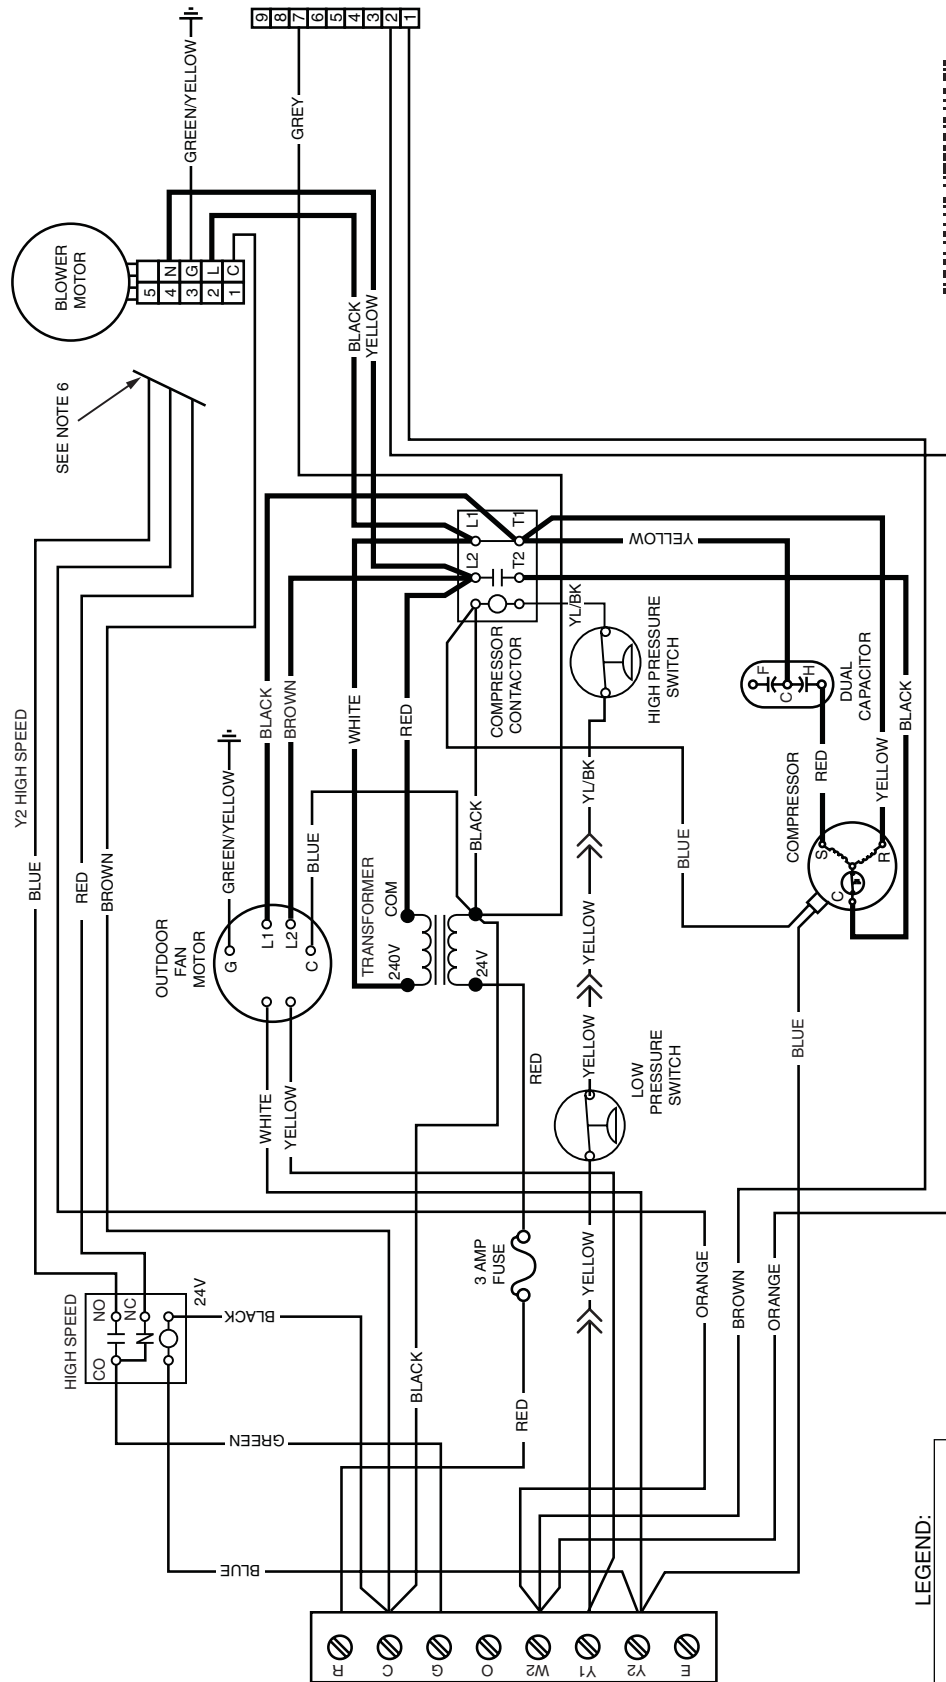 9
8
7
6
5
4
3
2
1
GREEN/YELLOW
GREY
BLOWER
MOTOR
5
4
3
2
1
N
G
L
C
SEE NOTE 6
BLACK
YELLOW
Y2 HIGH SPEED
BLUE
RED
BROWN
OUTDOOR
FAN
MOTOR
G
L1
L2
C
GREEN/YELLOW
BLACK
BROWN
BLUE
WHITE
YELLOW
WHITE
RED
TRANSFORMER
240V
COM
24V
BLACK
L1
L2
T1
T2
COMPRESSOR
CONTACTOR
YL/BK
HIGH PRESSURE
SWITCH
YL/BK
YELLOW
YELLOW
LOW
PRESSURE
SWITCH
YELLOW
YELLOW
F
C
H
DUAL
CAPACITOR
COMPRESSOR
RED
YELLOW
BLACK
S
R
C
BLUE
BLUE
RED
3 AMP
FUSE
RED
HIGH SPEED
CO
NO
NC
24V
BLACK
BLACK
GREEN
BLUE
ORANGE
BROWN
ORANGE
R
C
G
O
W2
Y1
Y2
E
LEGEND: